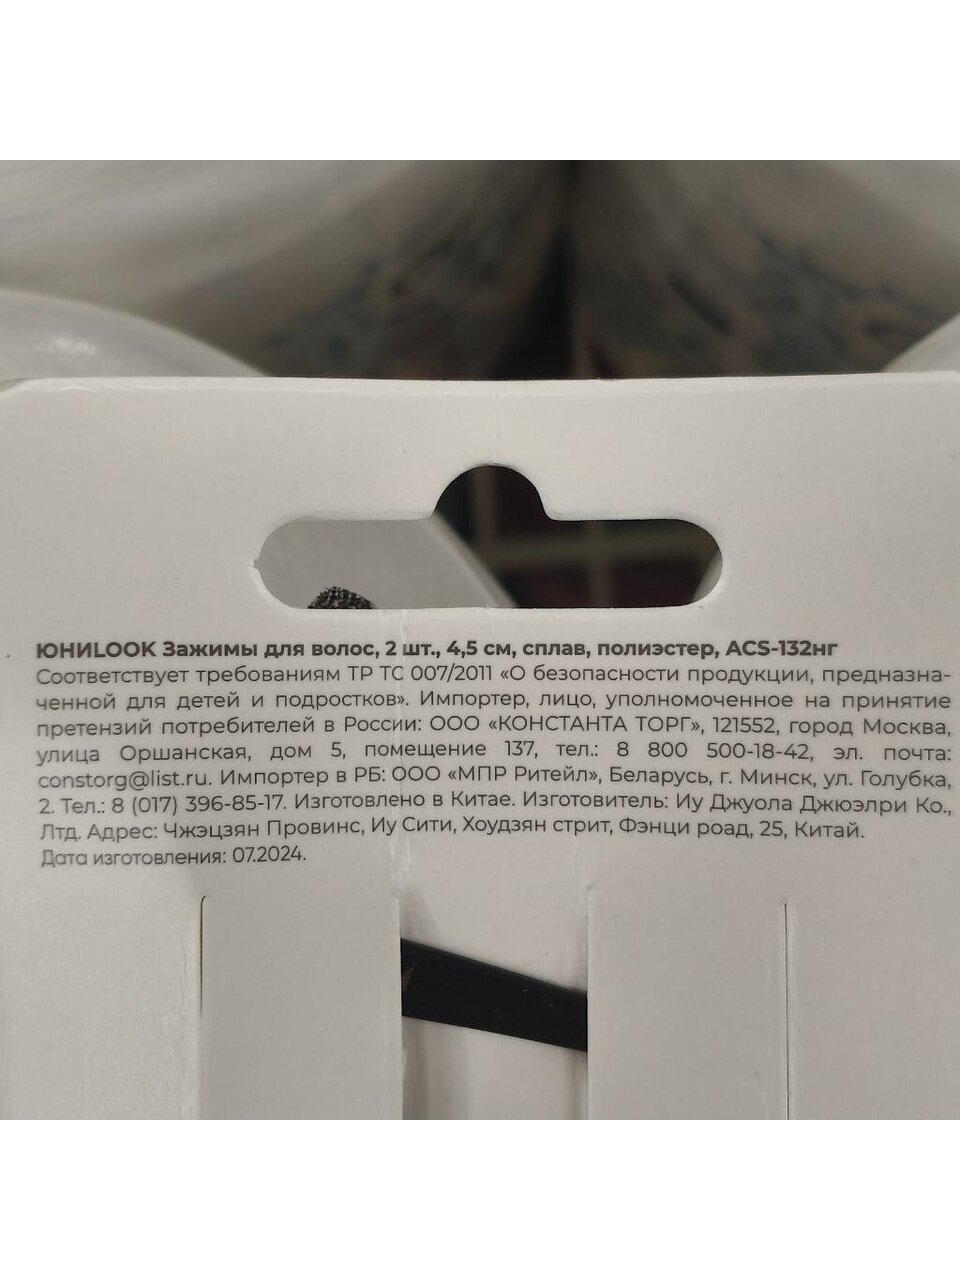 ЮНИLOOK Зажимы для волос, 2 шт., 4,5 см, сплав, полиэстер, ACS-132нг
Соответствует требованиям ТР ТС 007/2011 «О безопасности продукции, предназна-
ченной для детей и подростков». Импортер, лицо, уполномоченное на принятие
претензий потребителей в России: ООО «КОНСТАНТА ТОРГ», 121552, город Москва,
улица Оршанская, дом 5, помещение 137, тел.: 8 800 500-18-42, эл. почта:
constorg@list.ru. Импортер в РБ: ООО «МПР Ритейл», Беларусь, г. Минск, ул. Голубка,
2. Тел.: 8 (017) 396-85-17. Изготовлено в Китае. Изготовитель: Иу Джуола Джюэлри Ко.,
Лтд. Адрес: Чжэцзян Провинс, Иу Сити, Хоудзян стрит, Фэнци роад, 25, Китай.
Дата изготовления: 07.2024.